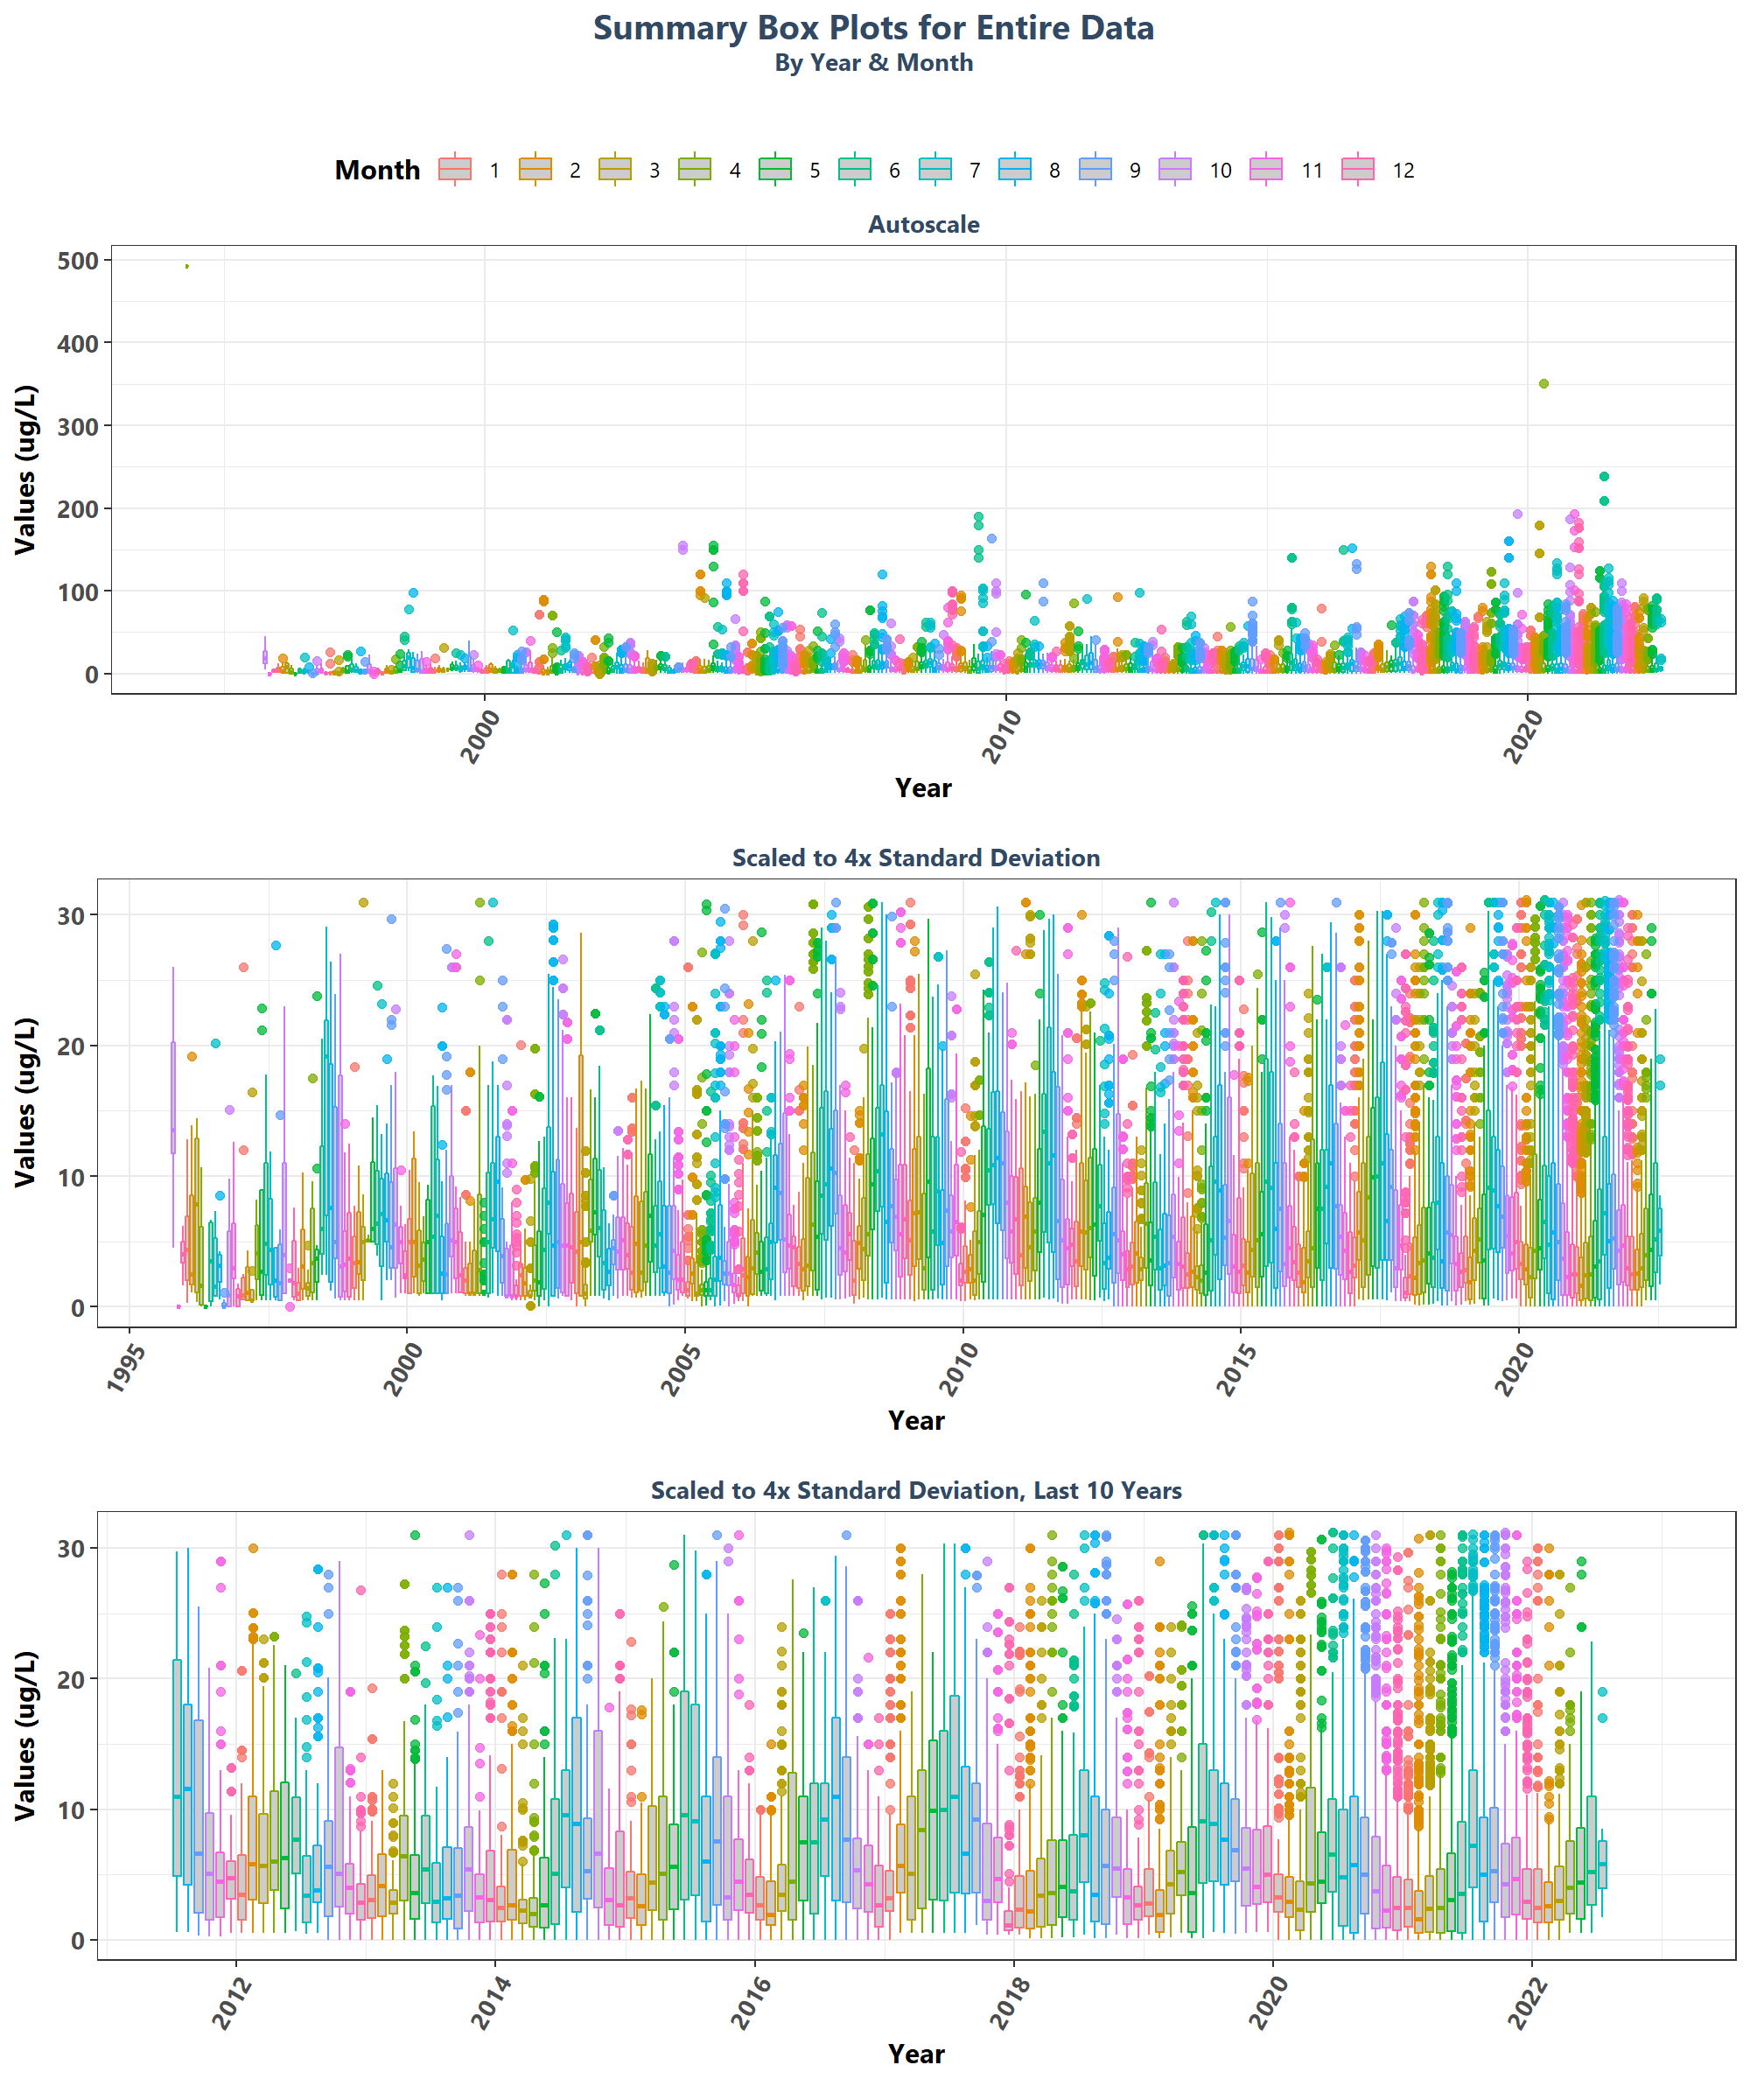 Summary Box Plots for Entire Data
By Year & Month
Month 1 2 3 4 5 6 7 8 9 10 11 12
Autoscale
Values (ug/L)
500
400
300
200
100
0
2000 2010 2020
Year
Scaled to 4x Standard Deviation
Values (ug/L)
30
20
10
0
1995 2000 2005 2010 2015 2020
Year
Scaled to 4x Standard Deviation, Last 10 Years
Values (ug/L)
30
20
10
0
2012 2014 2016 2018 2020 2022
Year